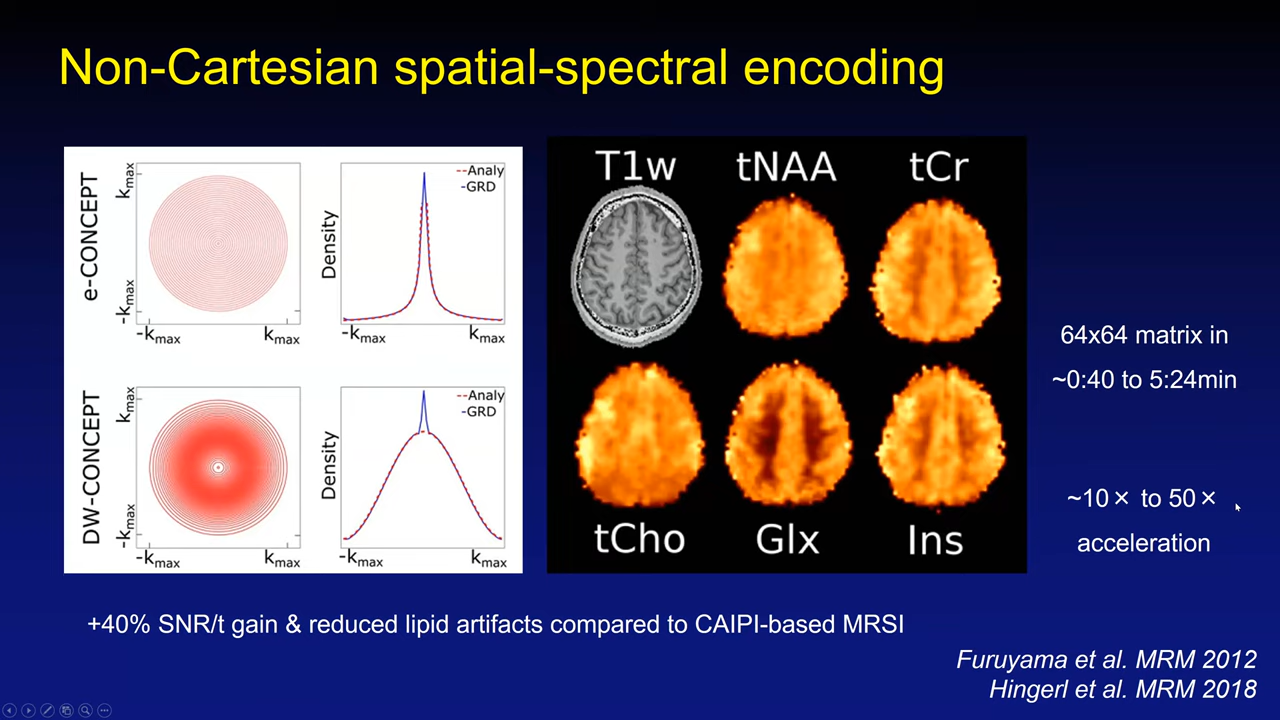 Non-Cartesian spatial-spectral encoding
e-CONCEPT
kmax
-kmax
-kmax
kmax
Density
--Analy
-GRD
-kmax
kmax
DW-CONCEPT
kmax
-kmax
-kmax
kmax
Density
--Analy
-GRD
-kmax
kmax
T1w tNAA tCr
tCho Glx Ins
64x64 matrix in
~0:40 to 5:24min
~10× to 50×
acceleration
+40% SNR/t gain & reduced lipid artifacts compared to CAIPI-based MRSI
Furuyama et al. MRM 2012
Hingerl et al. MRM 2018